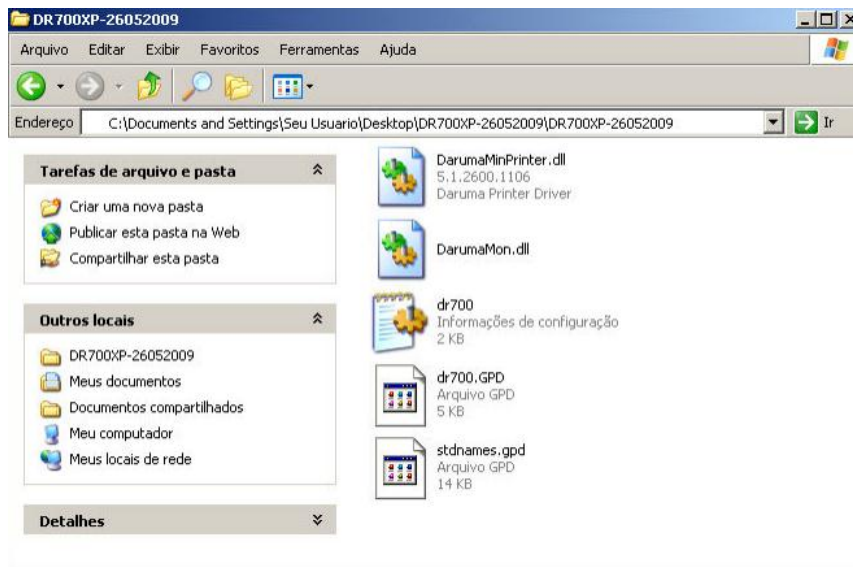 DR700XP-26052009
Arquivo Editar Exibir Favoritos Ferramentas Ajuda
Endereço C:\Documents and Settings\Seu Usuario\Desktop\DR700XP-26052009\DR700XP-26052009 Ir
Tarefas de arquivo e pasta
Criar uma nova pasta
Publicar esta pasta na Web
Compartilhar esta pasta
Outros locais
DR700XP-26052009
Meus documentos
Documentos compartilhados
Meu computador
Meus locais de rede
Detalhes
DarumaMinPrinter.dll
5.1.2600.1106
Daruma Printer Driver
DarumaMon.dll
dr700
Informações de configuração
2 KB
dr700.GPD
Arquivo GPD
5 KB
stdnames.gpd
Arquivo GPD
14 KB